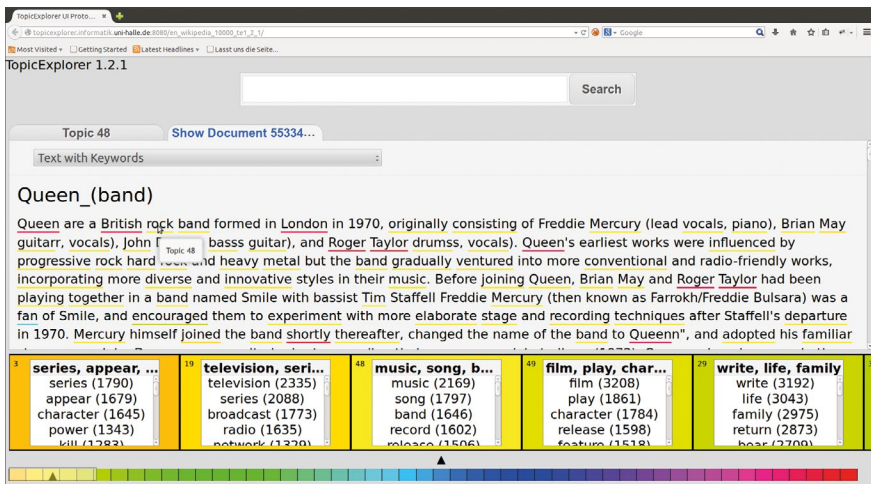 TopicExplorer UI Proto...
topicexplorer.informatik.uni-halle.de:8080/en_wikipedia_10000_te1_2_1/
Google
Most Visited Getting Started Latest Headlines Lasst uns die Seite...
TopicExplorer 1.2.1
Search
Topic 48 Show Document 55334...
Text with Keywords
Queen_(band)
Queen are a British rock band formed in London in 1970, originally consisting of Freddie Mercury (lead vocals, piano), Brian May
guitarr, vocals), John basss guitar), and Roger Taylor drumss, vocals). Queen's earliest works were influenced by
Topic 48
progressive rock hard rock and heavy metal but the band gradually ventured into more conventional and radio-friendly works,
incorporating more diverse and innovative styles in their music. Before joining Queen, Brian May and Roger Taylor had been
playing together in a band named Smile with bassist Tim Staffell Freddie Mercury (then known as Farrokh/Freddie Bulsara) was a
fan of Smile, and encouraged them to experiment with more elaborate stage and recording techniques after Staffell's departure
in 1970. Mercury himself joined the band shortly thereafter, changed the name of the band to Queenn", and adopted his familiar
3 series, appear, ...
series (1790)
appear (1679)
character (1645)
power (1343)
kill (1283)
19 television, seri...
television (2335)
series (2088)
broadcast (1773)
radio (1635)
network (1329)
48 music, song, b...
music (2169)
song (1797)
band (1646)
record (1602)
release (1506)
49 film, play, char...
film (3208)
play (1861)
character (1784)
release (1598)
feature (1518)
29 write, life, family
write (3192)
life (3043)
family (2975)
return (2873)
bear (2709)